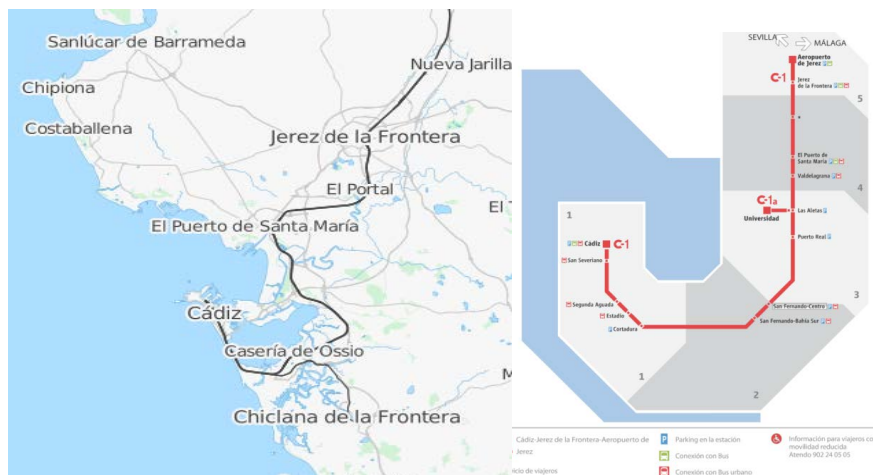 Sanlúcar de Barrameda
Nueva Jarilla
Chipiona
Costaballena
Jerez de la Frontera
El Portal
El Puerto de Santa María
El T
Cádiz
Casería de Ossio
M
Chiclana de la Frontera
SEVILLA
MÁLAGA
Aeropuerto
de Jerez
C-1
Jerez
de la Frontera
5
El Puerto de
Santa María
Valdelagrana
4
C-1a
Universidad
Las Aletas
Puerto Real
1
Cádiz
C-1
San Severiano
3
Segunda Aguada
Estadio
Cortadura
San Fernando-Centro
San Fernando-Bahía Sur
1
2
Cádiz-Jerez de la Frontera-Aeropuerto de
Jerez
icio de viajeros
P Parking en la estación
Conexión con Bus
Conexión con Bus urbano
Información para viajeros co
movilidad reducida
Atendo 902 24 05 05